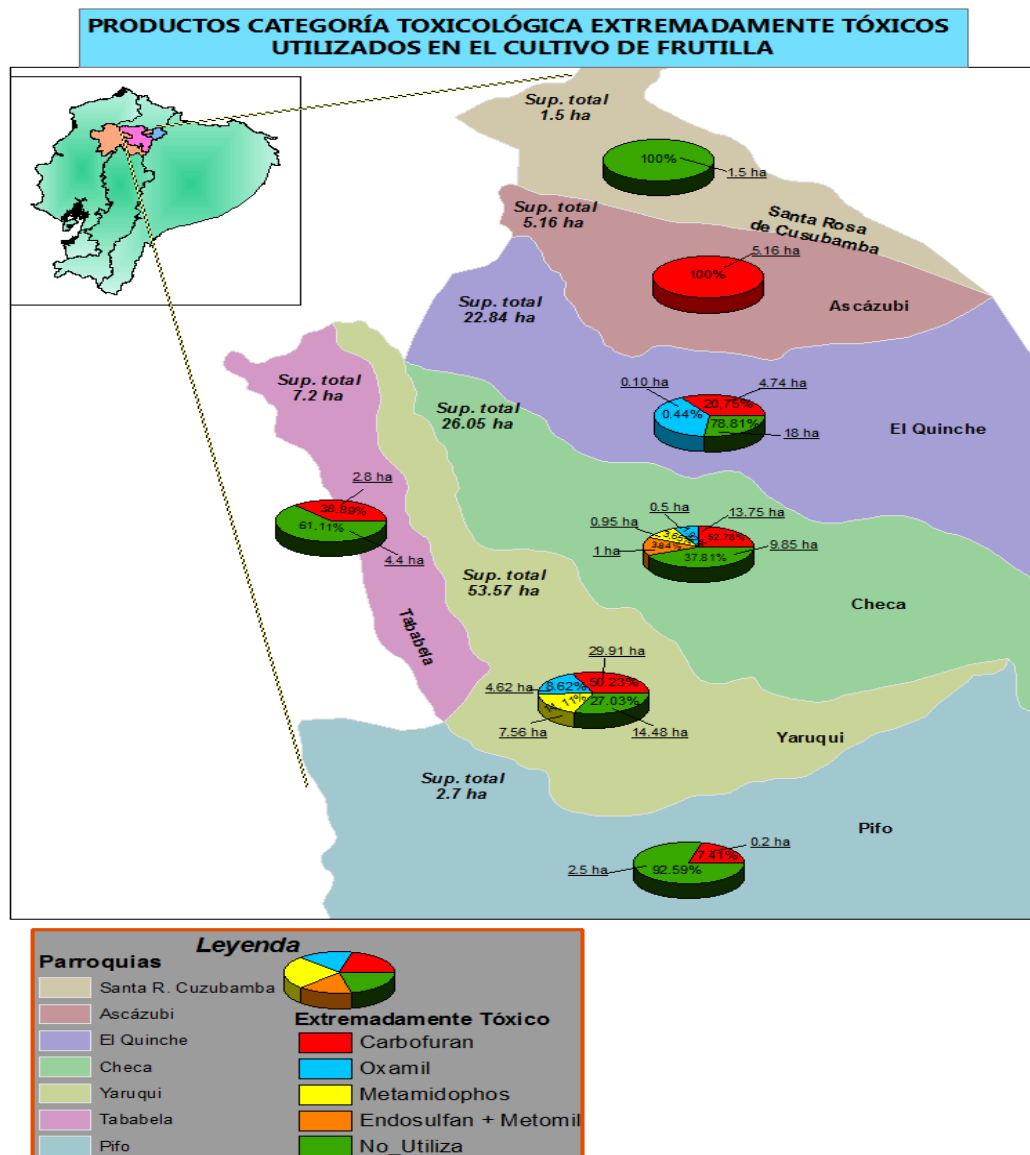 PRODUCTOS CATEGORÍA TOXICOLÓGICA EXTREMADAMENTE TÓXICOS
UTILIZADOS EN EL CULTIVO DE FRUTILLA
Sup. total
1.5 ha
100%
1.5 ha
Santa Rosa
de Cusubamba
Sup. total
5.16 ha
5.16 ha
100%
Ascázubi
Sup. total
22.84 ha
0.10 ha
4.74 ha
20,75%
0.44%
78.81%
18 ha
El Quinche
Sup. total
7.2 ha
2.8 ha
38.89%
61.11%
4.4 ha
Tababela
Sup. total
26.05 ha
0.5 ha
13.75 ha
0.95 ha
52.78%
3.65%
1 ha
3.84%
37.81%
9.85 ha
Checa
Sup. total
53.57 ha
29.91 ha
4.62 ha
8.62%
50.23%
11%
27.03%
7.56 ha
14.48 ha
Yaruqui
Sup. total
2.7 ha
Pifo
0.2 ha
7.41%
2.5 ha
92.59%
Leyenda
Parroquias
Santa R. Cuzubamba
Ascázubi
El Quinche
Checa
Yaruqui
Tababela
Pifo
Extremadamente Tóxico
Carbofuran
Oxamil
Metamidophos
Endosulfan + Metomil
No_Utiliza